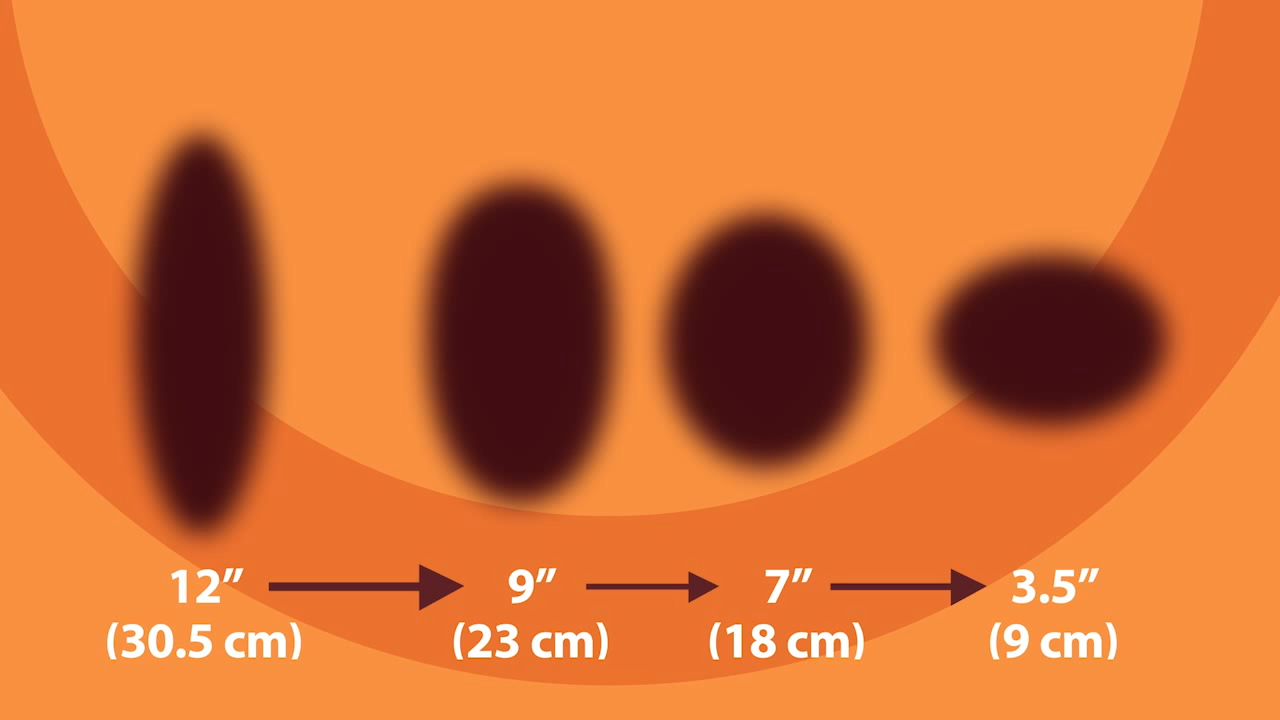 12” 9” 7” 3.5”
(30.5 cm) (23 cm) (18 cm) (9 cm)